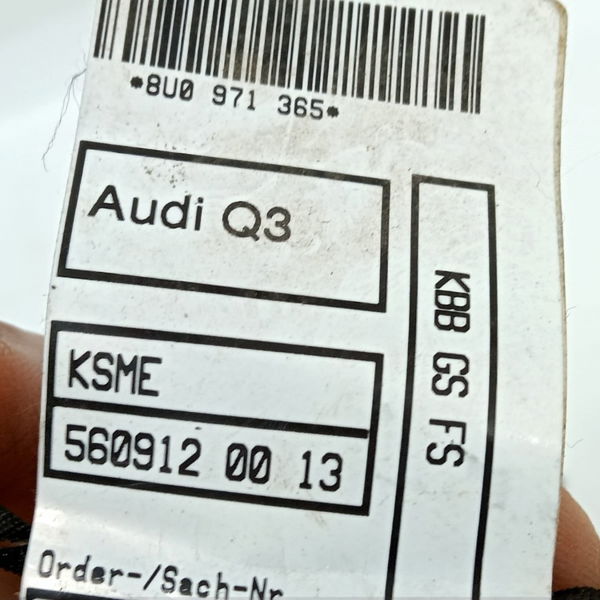 *8U0 971 365*
Audi Q3
KBB GS FS
KSME
560912 00 13
Order-/Sach-Nr